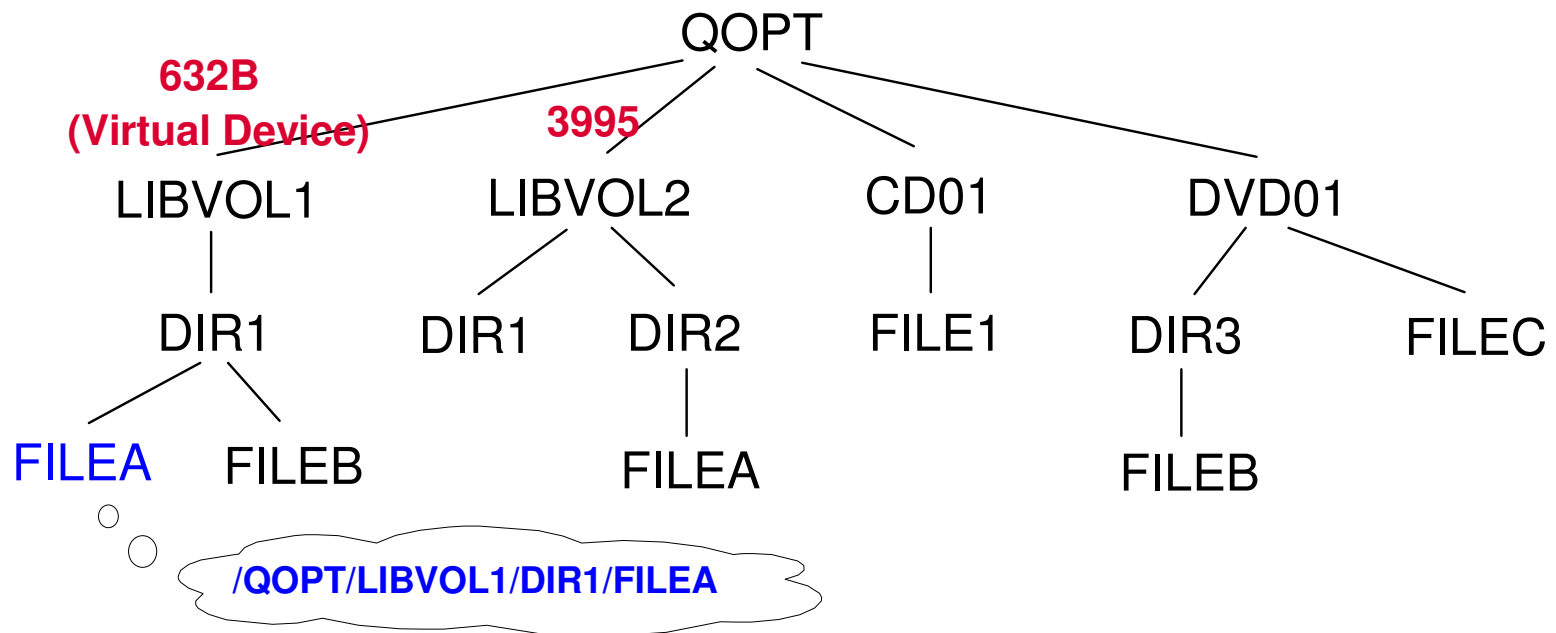 QOPT
632B
(Virtual Device)
3995
LIBVOL1
LIBVOL2
CD01
DVD01
DIR1
DIR1
DIR2
FILE1
DIR3
FILEC
FILEA
FILEB
FILEA
FILEB
/QOPT/LIBVOL1/DIR1/FILEA